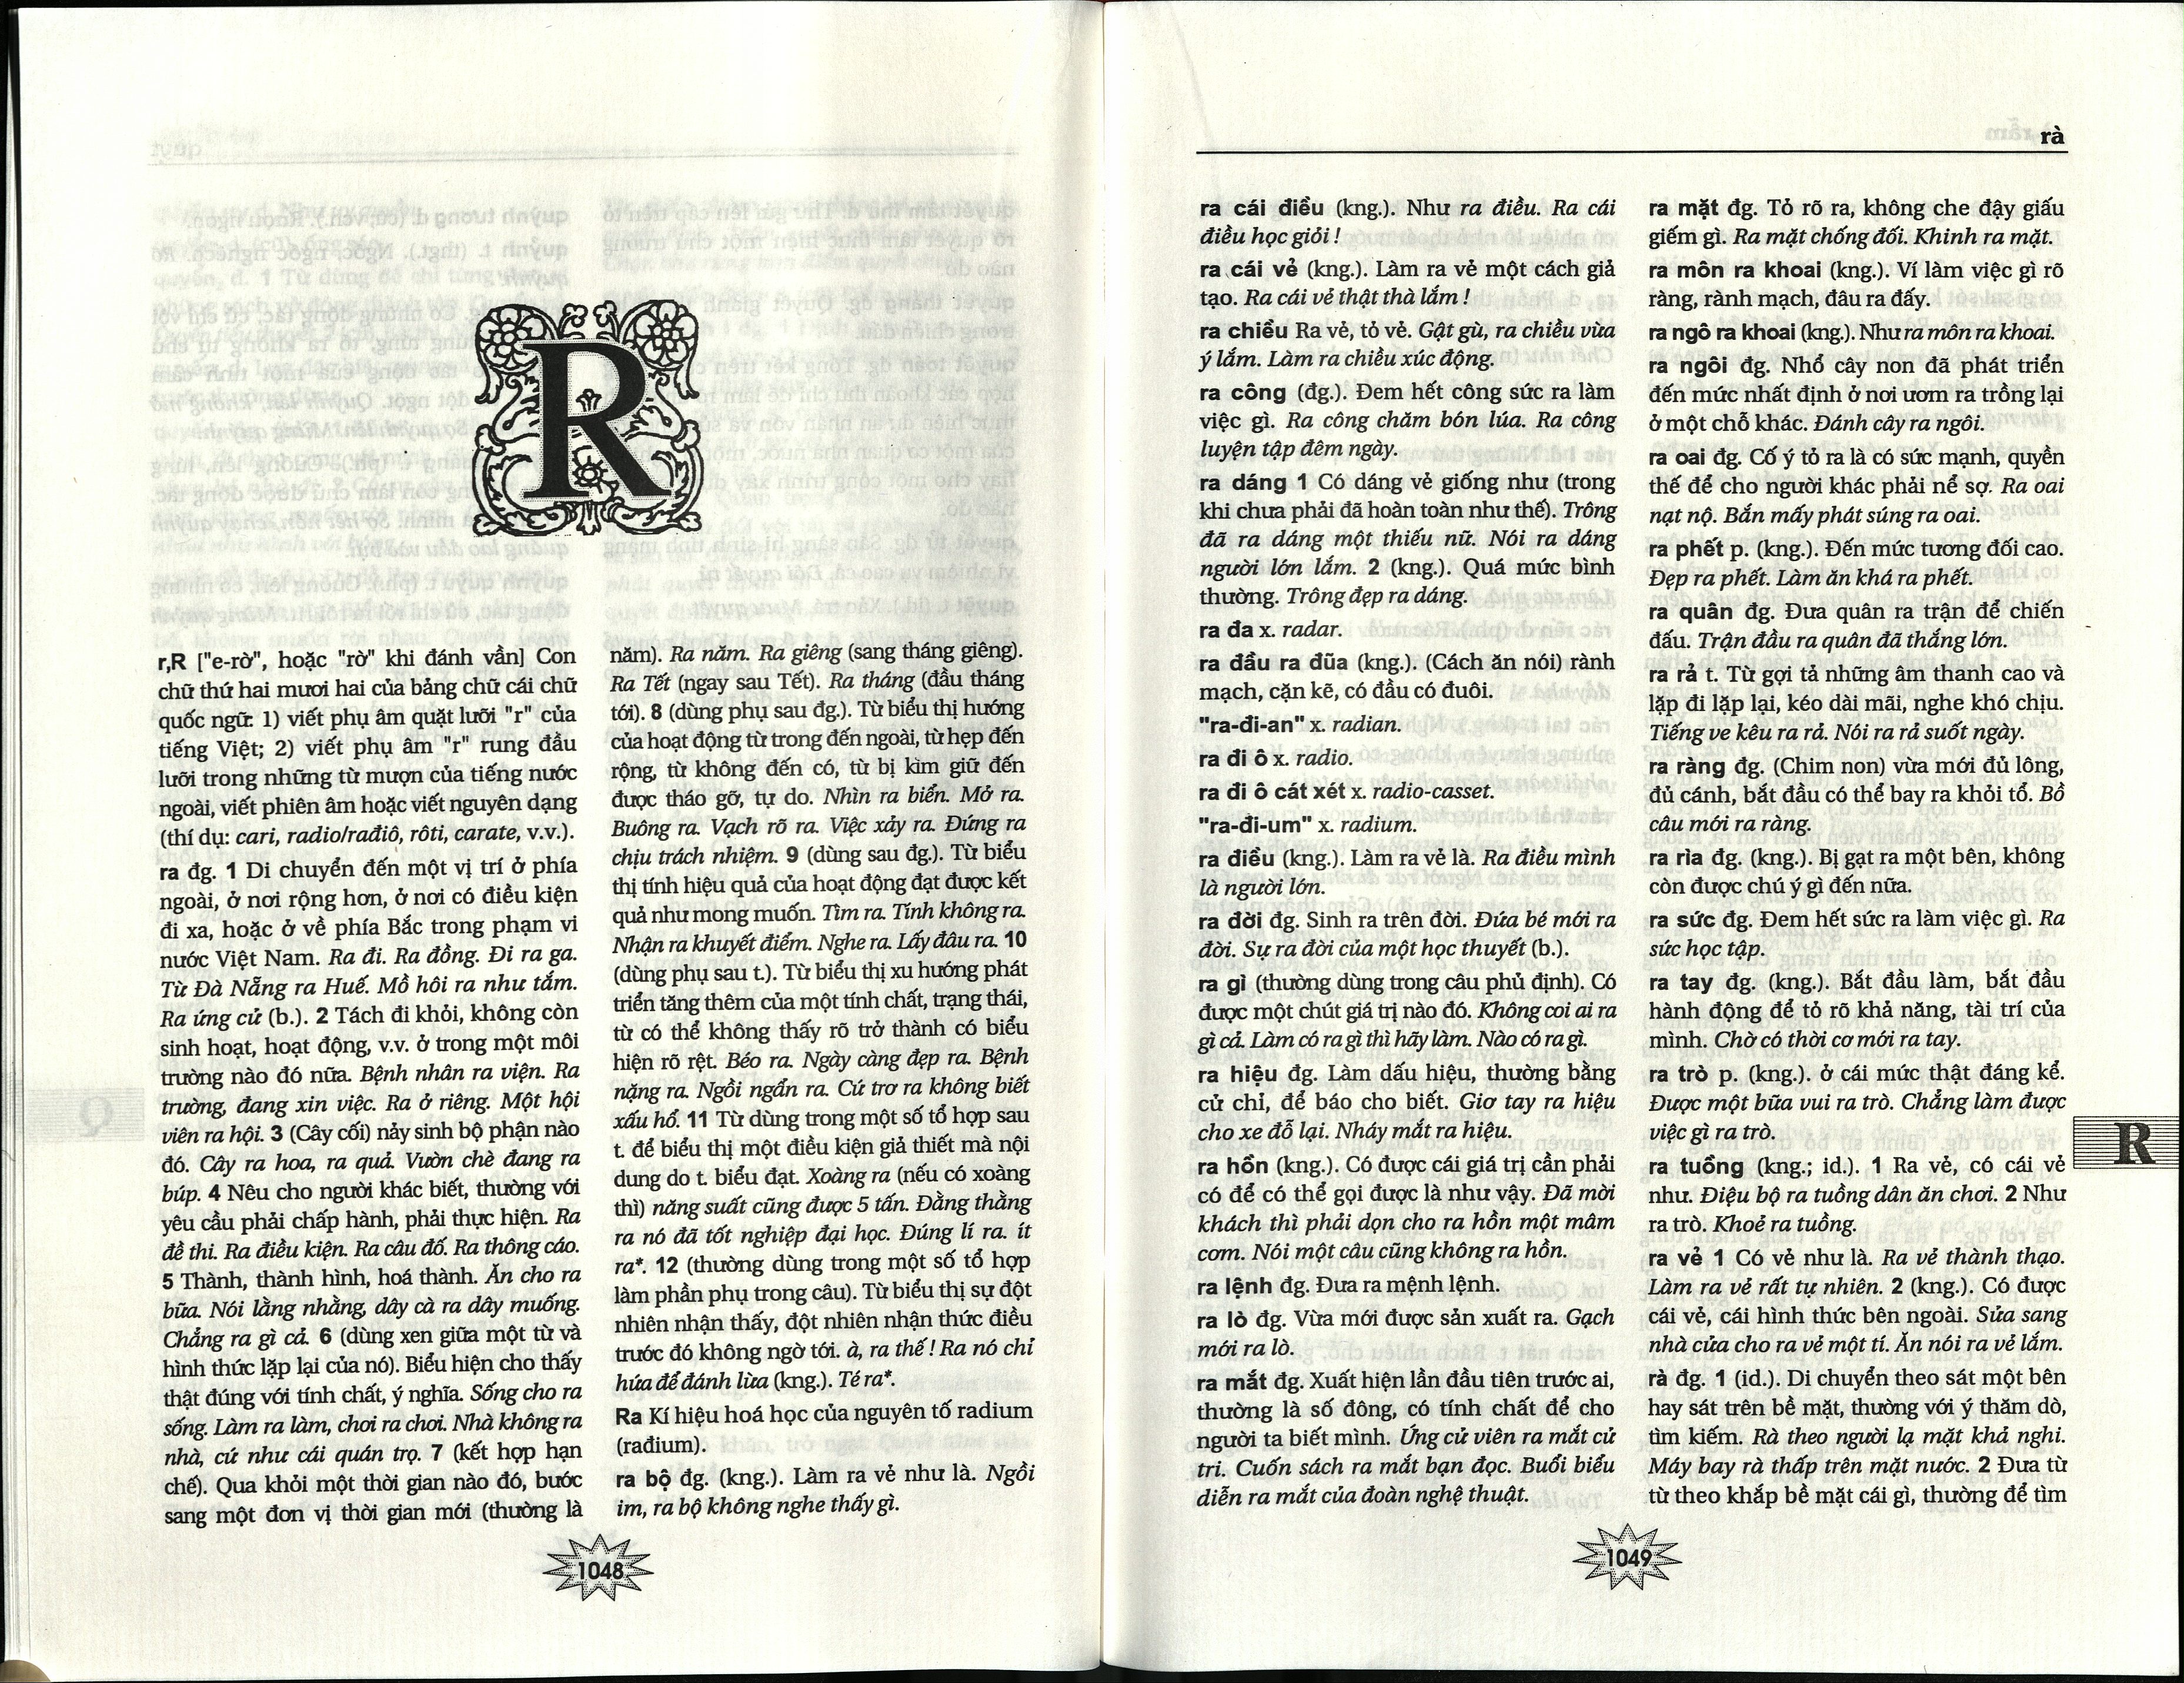 R
r,R ["e-rờ", hoặc "rờ" khi đánh vần] Con
chữ thứ hai mươi hai của bảng chữ cái chữ
quốc ngữ: 1) viết phụ âm quặt lưỡi "r" của
tiếng Việt; 2) viết phụ âm "r" rung đầu
lưỡi trong những từ mượn của tiếng nước
ngoài, viết phiên âm hoặc viết nguyên dạng
(thí dụ: cari, radio/rađiô, rôti, carate, v.v.).
ra đg. 1 Di chuyển đến một vị trí ở phía
ngoài, ở nơi rộng hơn, ở nơi có điều kiện
đi xa, hoặc ở về phía Bắc trong phạm vi
nước Việt Nam. Ra đi. Ra đồng. Đi ra ga.
Từ Đà Nẵng ra Huế. Mồ hôi ra như tắm.
Ra ứng cử (b.). 2 Tách đi khỏi, không còn
sinh hoạt, hoạt động, v.v. ở trong một môi
trường nào đó nữa. Bệnh nhân ra viện. Ra
trường, đang xin việc. Ra ở riêng. Một hội
viên ra hội. 3 (Cây cối) nảy sinh bộ phận nào
đó. Cây ra hoa, ra quả. Vườn chè đang ra
búp. 4 Nêu cho người khác biết, thường với
yêu cầu phải chấp hành, phải thực hiện. Ra
đề thi. Ra điều kiện. Ra câu đố. Ra thông cáo.
5 Thành, thành hình, hoá thành. Ăn cho ra
bữa. Nói lằng nhằng, dây cà ra dây muống.
Chẳng ra gì cả. 6 (dùng xen giữa một từ và
hình thức lặp lại của nó). Biểu hiện cho thấy
thật đúng với tính chất, ý nghĩa. Sống cho ra
sống. Làm ra làm, chơi ra chơi. Nhà không ra
nhà, cứ như cái quán trọ. 7 (kết hợp hạn
chế). Qua khỏi một thời gian nào đó, bước
sang một đơn vị thời gian mới (thường là
năm). Ra năm. Ra giêng (sang tháng giêng).
Ra Tết (ngay sau Tết). Ra tháng (đầu tháng
tới). 8 (dùng phụ sau đg.). Từ biểu thị hướng
của hoạt động từ trong đến ngoài, từ hẹp đến
rộng, từ không đến có, từ bị kìm giữ đến
được tháo gỡ, tự do. Nhìn ra biển. Mở ra.
Buông ra. Vạch rõ ra. Việc xảy ra. Đứng ra
chịu trách nhiệm. 9 (dùng sau đg.). Từ biểu
thị tính hiệu quả của hoạt động đạt được kết
quả như mong muốn. Tìm ra. Tính không ra.
Nhận ra khuyết điểm. Nghe ra. Lấy đâu ra. 10
(dùng phụ sau t.). Từ biểu thị xu hướng phát
triển tăng thêm của một tính chất, trạng thái,
từ có thể không thấy rõ trở thành có biểu
hiện rõ rệt. Béo ra. Ngày càng đẹp ra. Bệnh
nặng ra. Ngồi ngẩn ra. Cứ trơ ra không biết
xấu hổ. 11 Từ dùng trong một số tổ hợp sau
t. để biểu thị một điều kiện giả thiết mà nội
dung do t. biểu đạt. Xoàng ra (nếu có xoàng
thì) năng suất cũng được 5 tấn. Đằng thằng
ra nó đã tốt nghiệp đại học. Đúng lí ra. ít
ra*. 12 (thường dùng trong một số tổ hợp
làm phần phụ trong câu). Từ biểu thị sự đột
nhiên nhận thấy, đột nhiên nhận thức điều
trước đó không ngờ tới. à, ra thế ! Ra nó chỉ
hứa để đánh lừa (kng.). Té ra*.
Ra Kí hiệu hoá học của nguyên tố radium
(rađium).
ra bộ đg. (kng.). Làm ra vẻ như là. Ngồi
im, ra bộ không nghe thấy gì.
1048
rà
ra cái điều (kng.). Như ra điều. Ra cái
điều học giỏi !
ra cái vẻ (kng.). Làm ra vẻ một cách giả
tạo. Ra cái vẻ thật thà lắm !
ra chiều Ra vẻ, tỏ vẻ. Gật gù, ra chiều vừa
ý lắm. Làm ra chiều xúc động.
ra công (đg.). Đem hết công sức ra làm
việc gì. Ra công chăm bón lúa. Ra công
luyện tập đêm ngày.
ra dáng 1 Có dáng vẻ giống như (trong
khi chưa phải đã hoàn toàn như thế). Trông
đã ra dáng một thiếu nữ. Nói ra dáng
người lớn lắm. 2 (kng.). Quá mức bình
thường. Trông đẹp ra dáng.
ra đa x. radar.
ra đầu ra đũa (kng.). (Cách ăn nói) rành
mạch, cặn kẽ, có đầu có đuôi.
"ra-đi-an" x. radian.
ra đi ô x. radio.
ra đi ô cát xét x. radio-casset.
"ra-đi-um" x. radium.
ra điều (kng.). Làm ra vẻ là. Ra điều mình
là người lớn.
ra đời đg. Sinh ra trên đời. Đứa bé mới ra
đời. Sự ra đời của một học thuyết (b.).
ra gì (thường dùng trong câu phủ định). Có
được một chút giá trị nào đó. Không coi ai ra
gì cả. Làm có ra gì thì hãy làm. Nào có ra gì.
ra hiệu đg. Làm dấu hiệu, thường bằng
cử chỉ, để báo cho biết. Giơ tay ra hiệu
cho xe đỗ lại. Nháy mắt ra hiệu.
ra hồn (kng.). Có được cái giá trị cần phải
có để có thể gọi được là như vậy. Đã mời
khách thì phải dọn cho ra hồn một mâm
cơm. Nói một câu cũng không ra hồn.
ra lệnh đg. Đưa ra mệnh lệnh.
ra lò đg. Vừa mới được sản xuất ra. Gạch
mới ra lò.
ra mắt đg. Xuất hiện lần đầu tiên trước ai,
thường là số đông, có tính chất để cho
người ta biết mình. Ứng cử viên ra mắt cử
tri. Cuốn sách ra mắt bạn đọc. Buổi biểu
diễn ra mắt của đoàn nghệ thuật.
ra mặt đg. Tỏ rõ ra, không che đậy giấu
giếm gì. Ra mặt chống đối. Khinh ra mặt.
ra môn ra khoai (kng.). Ví làm việc gì rõ
ràng, rành mạch, đâu ra đấy.
ra ngô ra khoai (kng.). Như ra môn ra khoai.
ra ngôi đg. Nhổ cây non đã phát triển
đến mức nhất định ở nơi ươm ra trồng lại
ở một chỗ khác. Đánh cây ra ngôi.
ra oai đg. Cố ý tỏ ra là có sức mạnh, quyền
thế để cho người khác phải nể sợ. Ra oai
nạt nộ. Bắn mấy phát súng ra oai.
ra phết p. (kng.). Đến mức tương đối cao.
Đẹp ra phết. Làm ăn khá ra phết.
ra quân đg. Đưa quân ra trận để chiến
đấu. Trận đầu ra quân đã thắng lớn.
ra rả t. Từ gợi tả những âm thanh cao và
lặp đi lặp lại, kéo dài mãi, nghe khó chịu.
Tiếng ve kêu ra rả. Nói ra rả suốt ngày.
ra ràng đg. (Chim non) vừa mới đủ lông,
đủ cánh, bắt đầu có thể bay ra khỏi tổ. Bồ
câu mới ra ràng.
ra rìa đg. (kng.). Bị gạt ra một bên, không
còn được chú ý gì đến nữa.
ra sức đg. Đem hết sức ra làm việc gì. Ra
sức học tập.
ra tay đg. (kng.). Bắt đầu làm, bắt đầu
hành động để tỏ rõ khả năng, tài trí của
mình. Chờ có thời cơ mới ra tay.
ra trò p. (kng.). ở cái mức thật đáng kể.
Được một bữa vui ra trò. Chẳng làm được
việc gì ra trò.
ra tuồng (kng.; id.). 1 Ra vẻ, có cái vẻ
như. Điệu bộ ra tuồng dân ăn chơi. 2 Như
ra trò. Khoẻ ra tuồng.
ra vẻ 1 Có vẻ như là. Ra vẻ thành thạo.
Làm ra vẻ rất tự nhiên. 2 (kng.). Có được
cái vẻ, cái hình thức bên ngoài. Sửa sang
nhà cửa cho ra vẻ một tí. Ăn nói ra vẻ lắm.
rà đg. 1 (id.). Di chuyển theo sát một bên
hay sát trên bề mặt, thường với ý thăm dò,
tìm kiếm. Rà theo người lạ mặt khả nghi.
Máy bay rà thấp trên mặt nước. 2 Đưa từ
từ theo khắp bề mặt cái gì, thường để tìm
R
1049